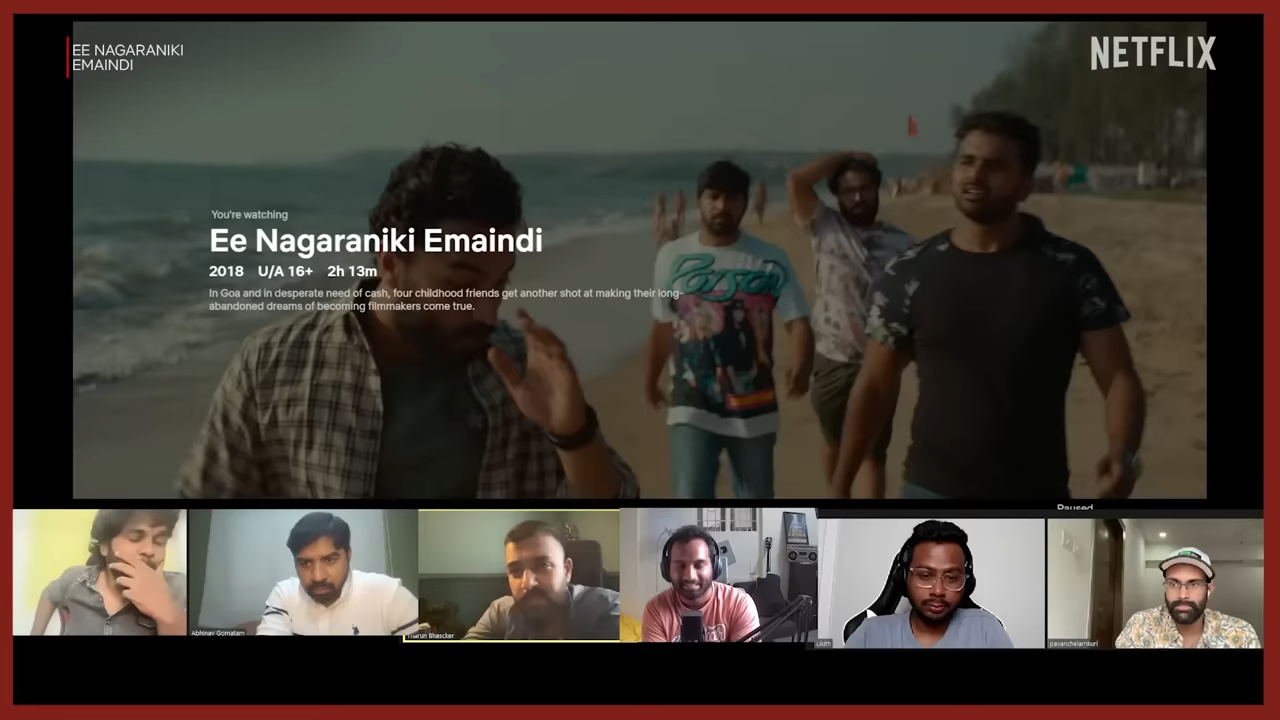 EE NAGARANIKI
EMAINDI
NETFLIX
You're watching
Ee Nagaraniki Emaindi
2018 U/A 16+ 2h 13m
In Goa and in desperate need of cash, four childhood friends get another shot at making their long-
abandoned dreams of becoming filmmakers come true.
POISON
Paused
Abhinav Gomatam
Tharun Bhascker
Likith
pavanchelamkuri